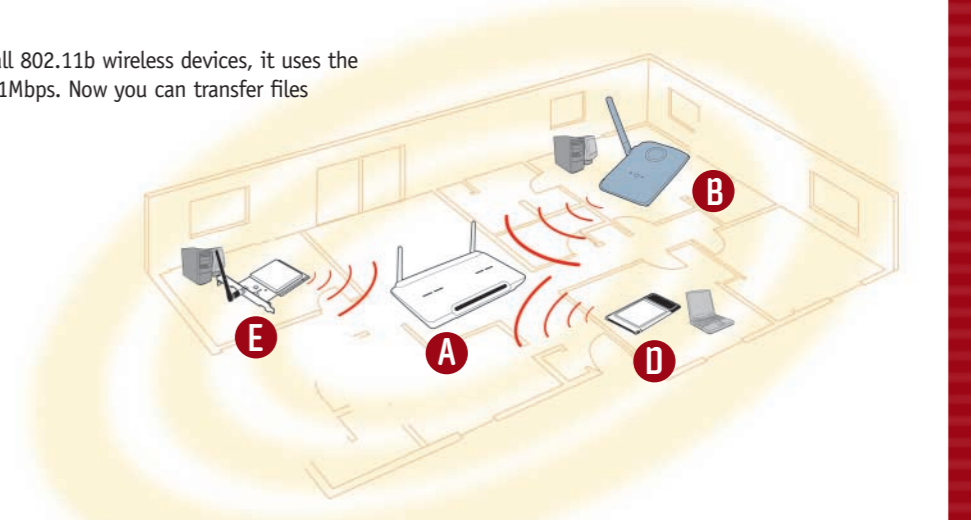 all 802.11b wireless devices, it uses the
1Mbps. Now you can transfer files
B
E
A
D